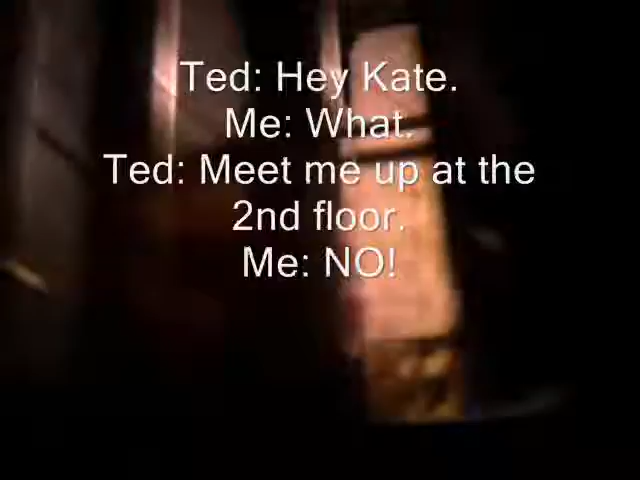 Ted: Hey Kate.
Me: What.
Ted: Meet me up at the
2nd floor.
Me: NO!